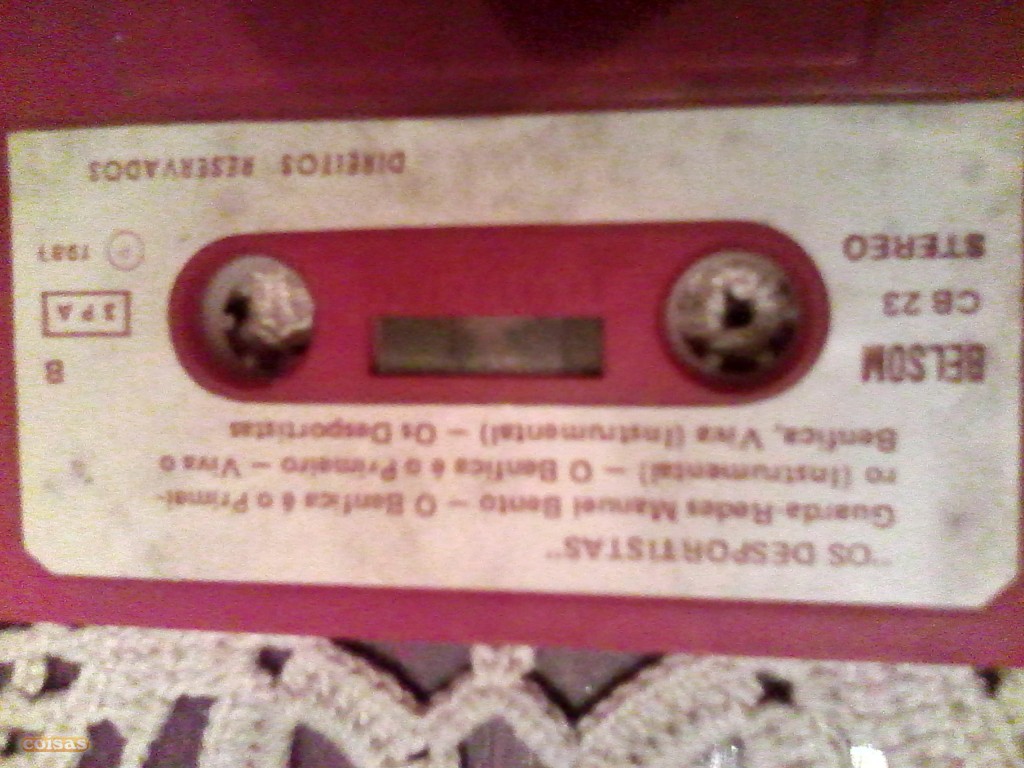 "OS DESPORTISTAS"
Guarda-Redes Manuel Bento – O Benfica é o Primei-
ro (Instrumental) – O Benfica é o Primeiro – Viva o
Benfica, Viva (Instrumental) – Os Desportistas
BELSOM
CB 23
STEREO
B
SPA
P 1987
DIREITOS RESERVADOS
coisas